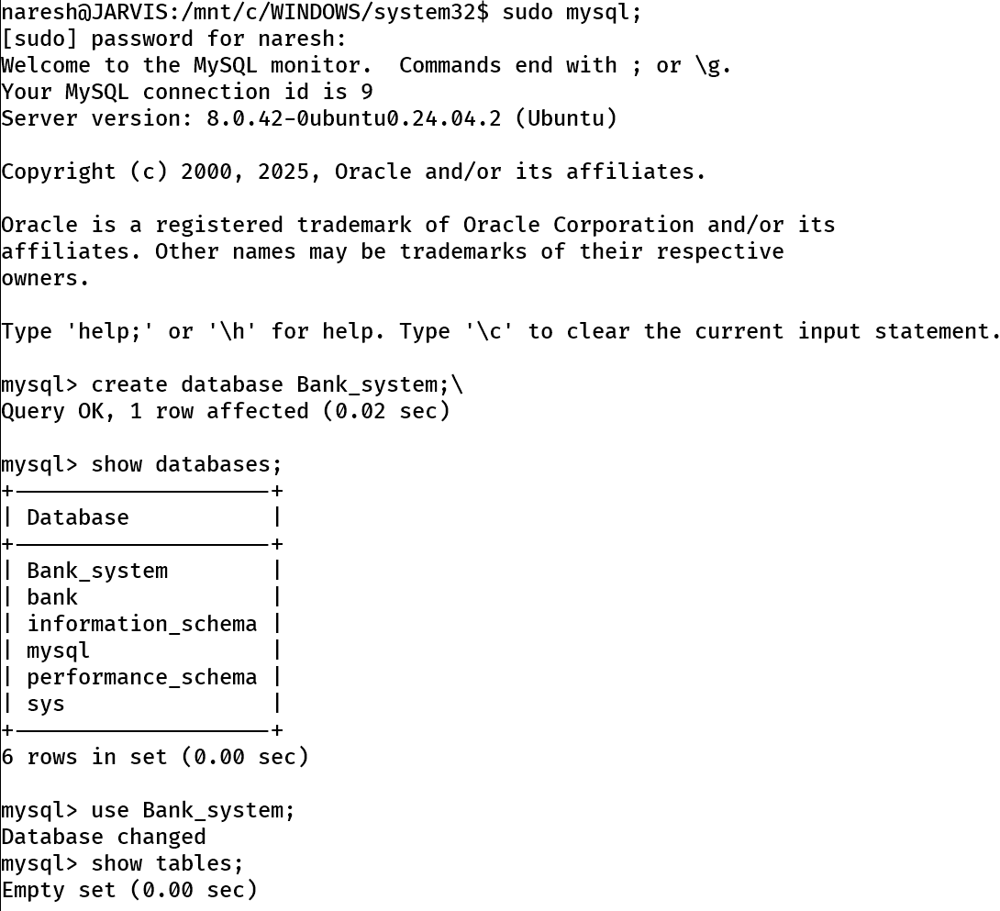 naresh@JARVIS:/mnt/c/WINDOWS/system32$ sudo mysql;
[sudo] password for naresh:
Welcome to the MySQL monitor.  Commands end with ; or \g.
Your MySQL connection id is 9
Server version: 8.0.42-0ubuntu0.24.04.2 (Ubuntu)

Copyright (c) 2000, 2025, Oracle and/or its affiliates.

Oracle is a registered trademark of Oracle Corporation and/or its
affiliates. Other names may be trademarks of their respective
owners.

Type 'help;' or '\h' for help. Type '\c' to clear the current input statement.

mysql> create database Bank_system;\
Query OK, 1 row affected (0.02 sec)

mysql> show databases;
+--------------------+
| Database           |
+--------------------+
| Bank_system        |
| bank               |
| information_schema |
| mysql              |
| performance_schema |
| sys                |
+--------------------+
6 rows in set (0.00 sec)

mysql> use Bank_system;
Database changed
mysql> show tables;
Empty set (0.00 sec)